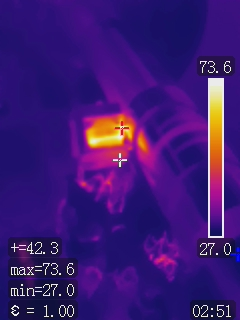 73.6
27.0
+=42.3
max=73.6
min=27.0
ε = 1.00
02:51